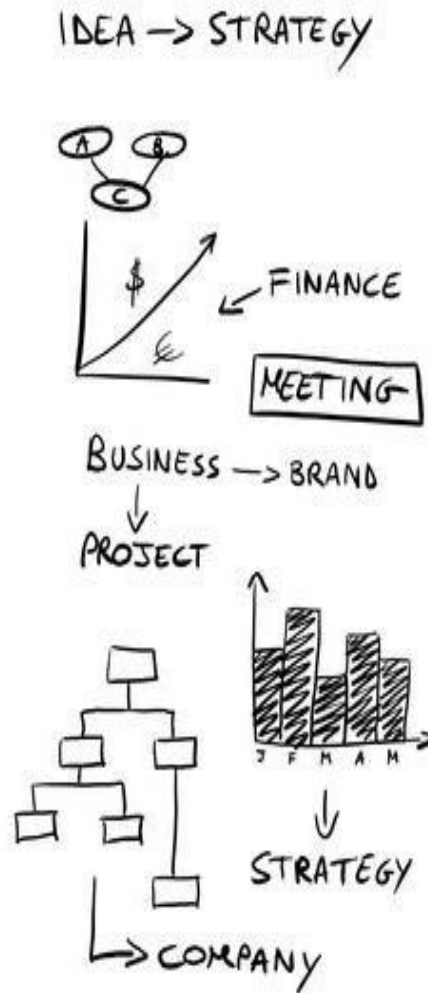 IDEA -> STRATEGY
A B
C
$
€
FINANCE
MEETING
BUSINESS -> BRAND
PROJECT
J F M A M
STRATEGY
COMPANY